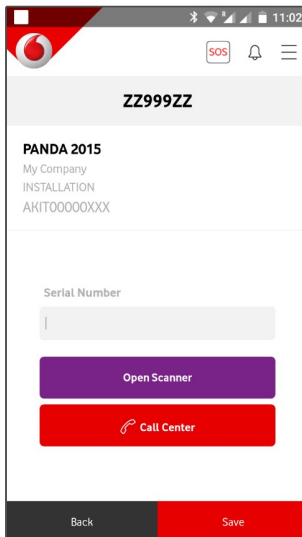 11:02
SOS
ZZ999ZZ
PANDA 2015
My Company
INSTALLATION
AKIT00000XXX
Serial Number
Open Scanner
Call Center
Back Save